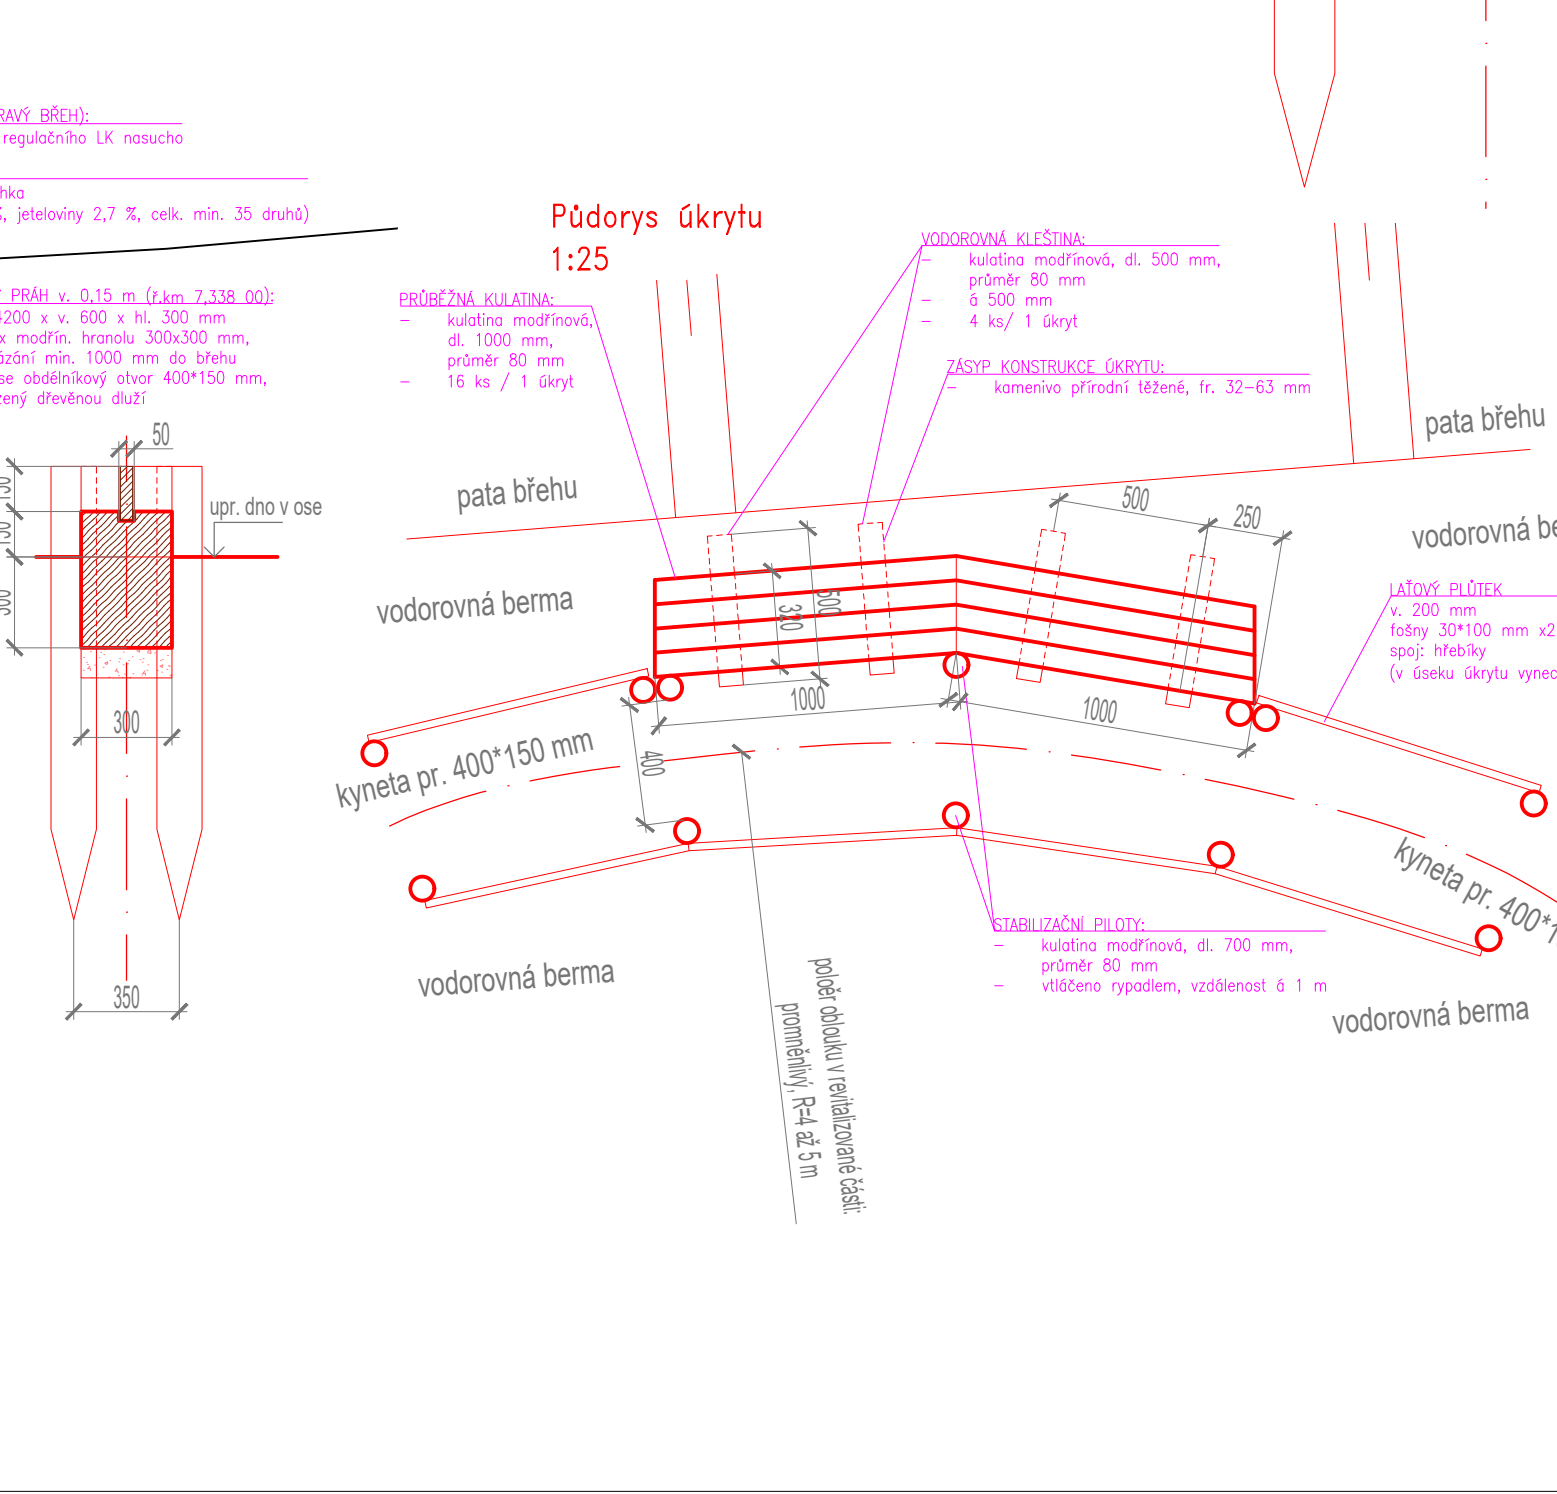 RAVÝ BŘEH):
regulačního LK nasucho
hka
%, jeteloviny 2,7 %, celk. min. 35 druhů)
PRÁH v. 0,15 m (ř.km 7,338 00):
4200 x v. 600 x hl. 300 mm
x modřín. hranolu 300x300 mm,
ázání min. 1000 mm do břehu
se obdélníkový otvor 400*150 mm,
zený dřevěnou dluží
50
150
150
300
upr. dno v ose
300
350
Půdorys úkrytu
1:25
PRŮBĚŽNÁ KULATINA:
– kulatina modřínová,
dl. 1000 mm,
průměr 80 mm
– 16 ks / 1 úkryt
VODOROVNÁ KLEŠTINA:
– kulatina modřínová, dl. 500 mm,
průměr 80 mm
– á 500 mm
– 4 ks/ 1 úkryt
ZÁSYP KONSTRUKCE ÚKRYTU:
– kamenivo přírodní těžené, fr. 32–63 mm
pata břehu
pata břehu
500
250
vodorovná be
vodorovná berma
320
500
LAŤOVÝ PLŮTEK
v. 200 mm
fošny 30*100 mm x2
spoj: hřebíky
(v úseku úkrytu vynec
1000
1000
400
kyneta pr. 400*150 mm
kyneta pr. 400*1
STABILIZAČNÍ PILOTY:
– kulatina modřínová, dl. 700 mm,
průměr 80 mm
– vtláčeno rypadlem, vzdálenost á 1 m
vodorovná berma
vodorovná berma
poloěr oblouku v revitalizované části:
promněnlivý, R=4 až 5 m